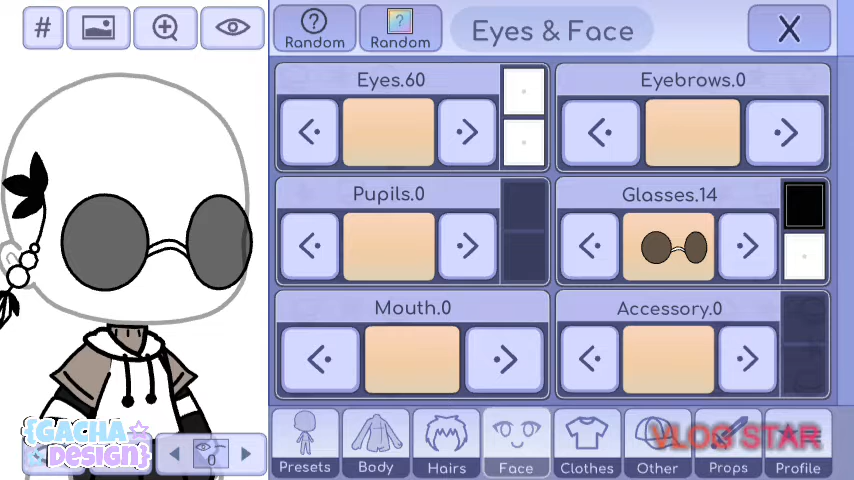 #
? Random
? Random
Eyes & Face
X
Eyes.60
Eyebrows.0
Pupils.0
Glasses.14
Mouth.0
Accessory.0
{GACHA
DESIGN}
0
Presets
Body
Hairs
Face
Clothes
Other
Props
Profile
VLOG STAR